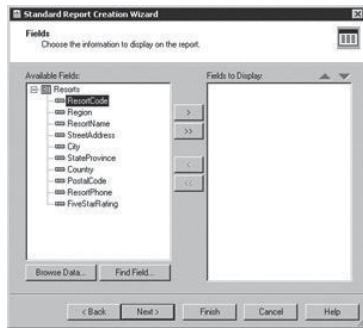 Standard Report Creation Wizard
Fields
Choose the information to display on the report.
Available Fields:
Fields to Display:
Resorts
ResortCode
Region
ResortName
StreetAddress
City
StateProvince
Country
PostalCode
ResortPhone
FiveStarRating
>
>>
<
<<
Browse Data...
Find Field...
< Back
Next >
Finish
Cancel
Help